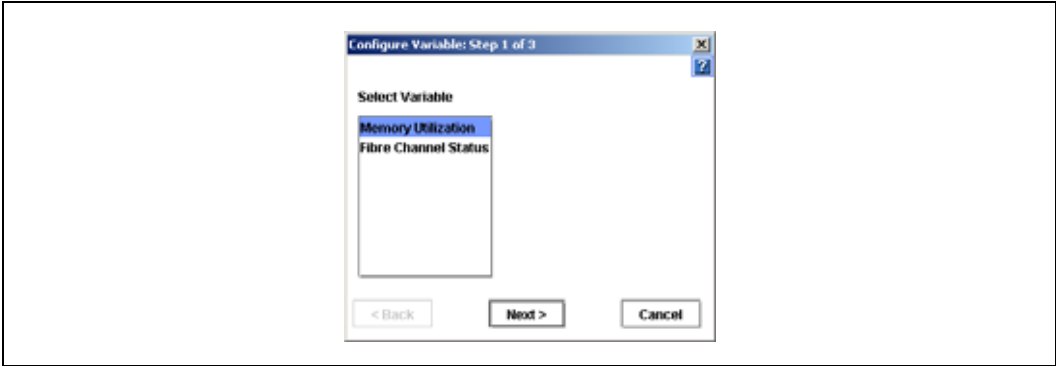 Configure Variable: Step 1 of 3
?
Select Variable
Memory Utilization
Fibre Channel Status
< Back
Next >
Cancel